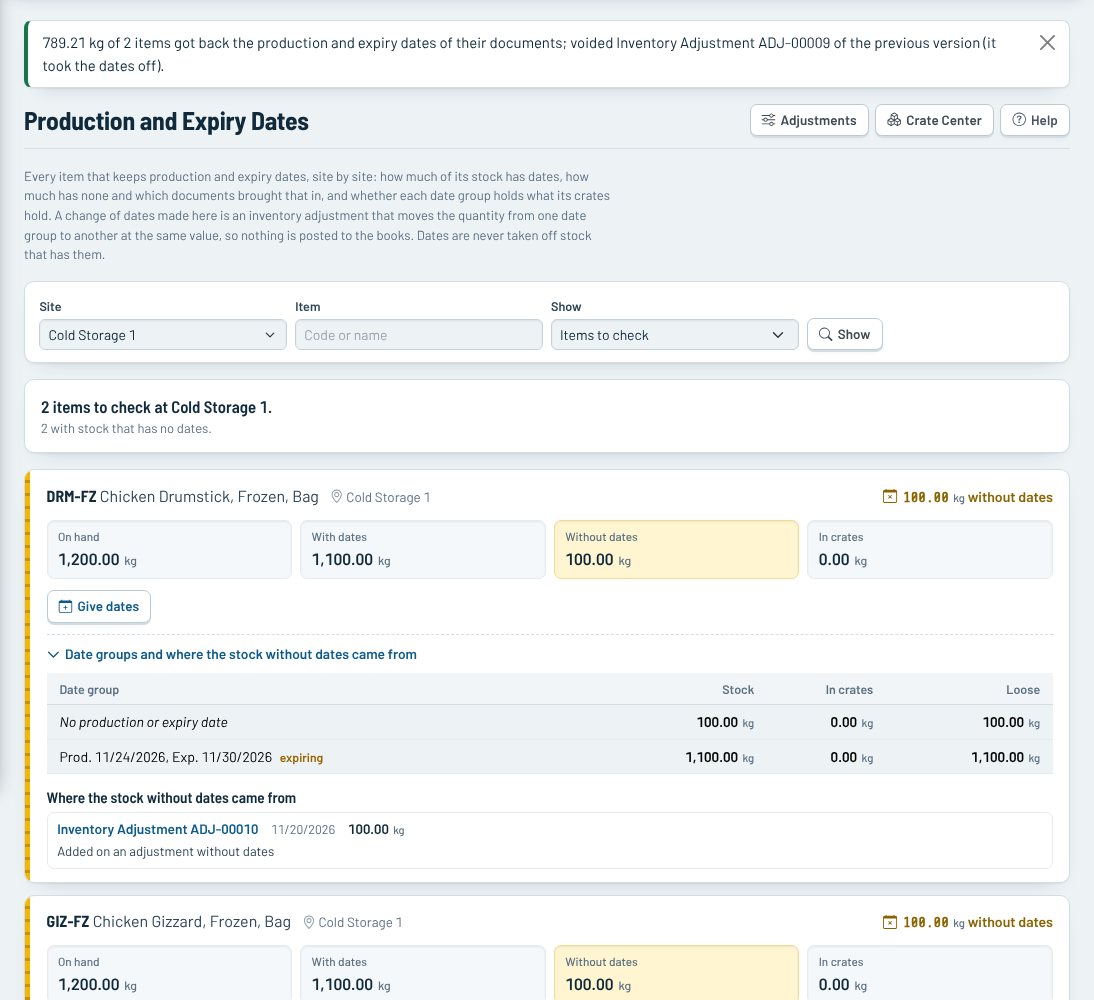 789.21 kg of 2 items got back the production and expiry dates of their documents; voided Inventory Adjustment ADJ-00009 of the previous version (it
took the dates off).
Production and Expiry Dates
Adjustments
Crate Center
Help
Every item that keeps production and expiry dates, site by site: how much of its stock has dates, how
much has none and which documents brought that in, and whether each date group holds what its crates
hold. A change of dates made here is an inventory adjustment that moves the quantity from one date
group to another at the same value, so nothing is posted to the books. Dates are never taken off stock
that has them.
Site
Item
Show
Cold Storage 1
Code or name
Items to check
Show
2 items to check at Cold Storage 1.
2 with stock that has no dates.
DRM-FZ Chicken Drumstick, Frozen, Bag Cold Storage 1
100.00 kg without dates
On hand
1,200.00 kg
With dates
1,100.00 kg
Without dates
100.00 kg
In crates
0.00 kg
Give dates
Date groups and where the stock without dates came from
Date group Stock In crates Loose
No production or expiry date 100.00 kg 0.00 kg 100.00 kg
Prod. 11/24/2026, Exp. 11/30/2026 expiring 1,100.00 kg 0.00 kg 1,100.00 kg
Where the stock without dates came from
Inventory Adjustment ADJ-00010 11/20/2026 100.00 kg
Added on an adjustment without dates
GIZ-FZ Chicken Gizzard, Frozen, Bag Cold Storage 1
100.00 kg without dates
On hand
1,200.00 kg
With dates
1,100.00 kg
Without dates
100.00 kg
In crates
0.00 kg